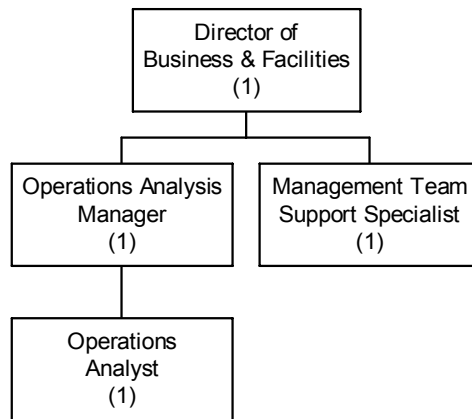 Director of
Business & Facilities
(1)
Operations Analysis
Manager
(1)
Management Team
Support Specialist
(1)
Operations
Analyst
(1)